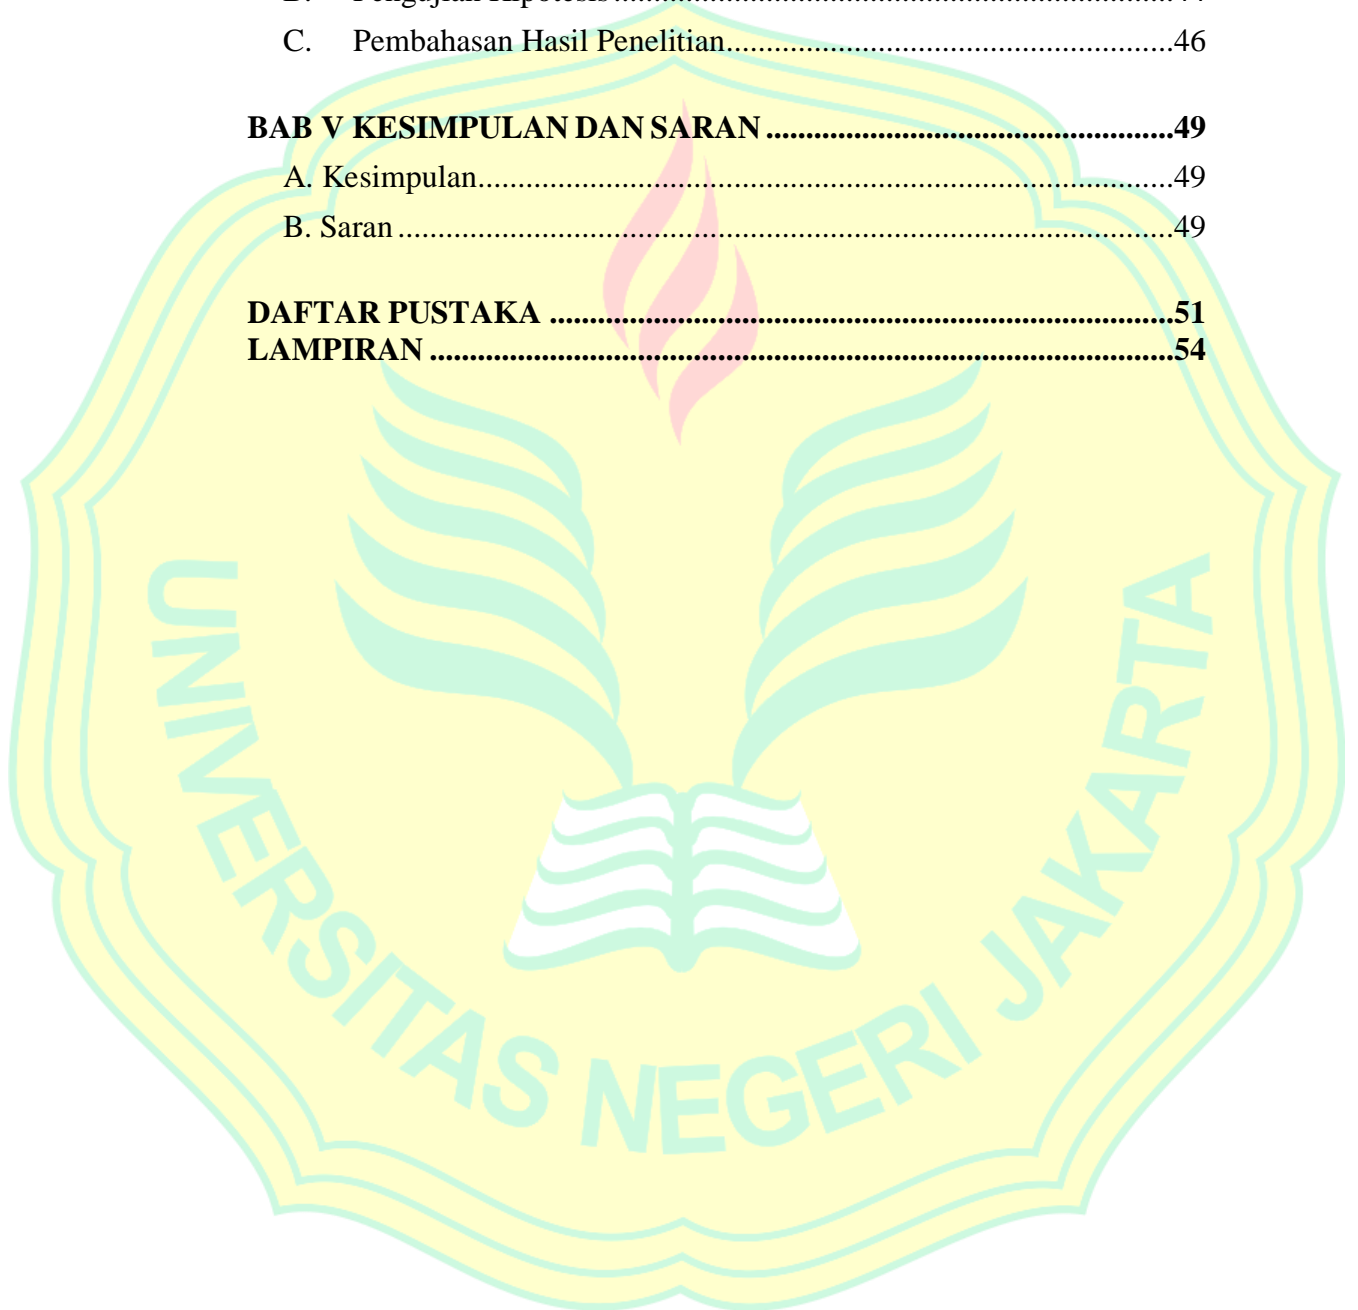 C. Pembahasan Hasil Penelitian.......................................................46
BAB V KESIMPULAN DAN SARAN ..................................................49
A. Kesimpulan.....................................................................................49
B. Saran ...............................................................................................49
DAFTAR PUSTAKA ............................................................................51
LAMPIRAN ...........................................................................................54
UNIVERSITAS NEGERI JAKARTA